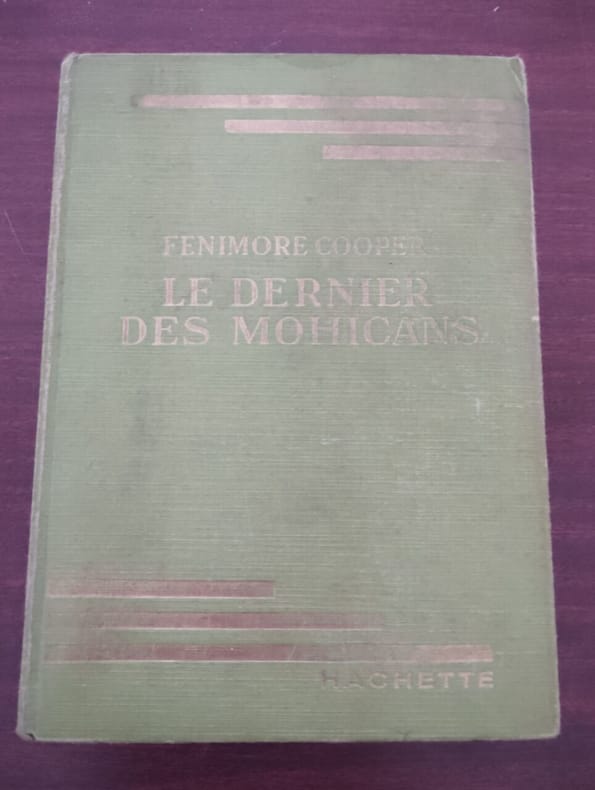 FENIMORE COOPER
LE DERNIER
DES MOHICANS
HACHETTE